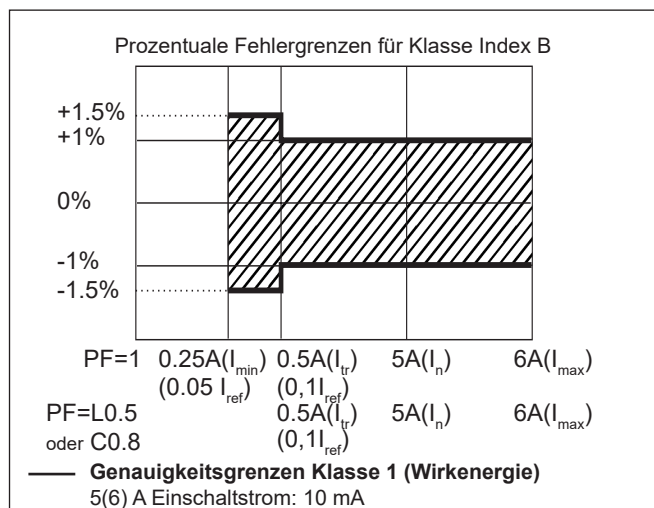 Prozentuale Fehlergrenzen für Klasse Index B
+1.5%
+1%
0%
-1%
-1.5%
PF=1 0.25A(Imin) 0.5A(Itr) 5A(In) 6A(Imax)
(0.05 Iref) (0,1Iref)
PF=L0.5 0.5A(Itr) 5A(In) 6A(Imax)
oder C0.8 (0,1Iref)
Genauigkeitsgrenzen Klasse 1 (Wirkenergie)
5(6) A Einschaltstrom: 10 mA